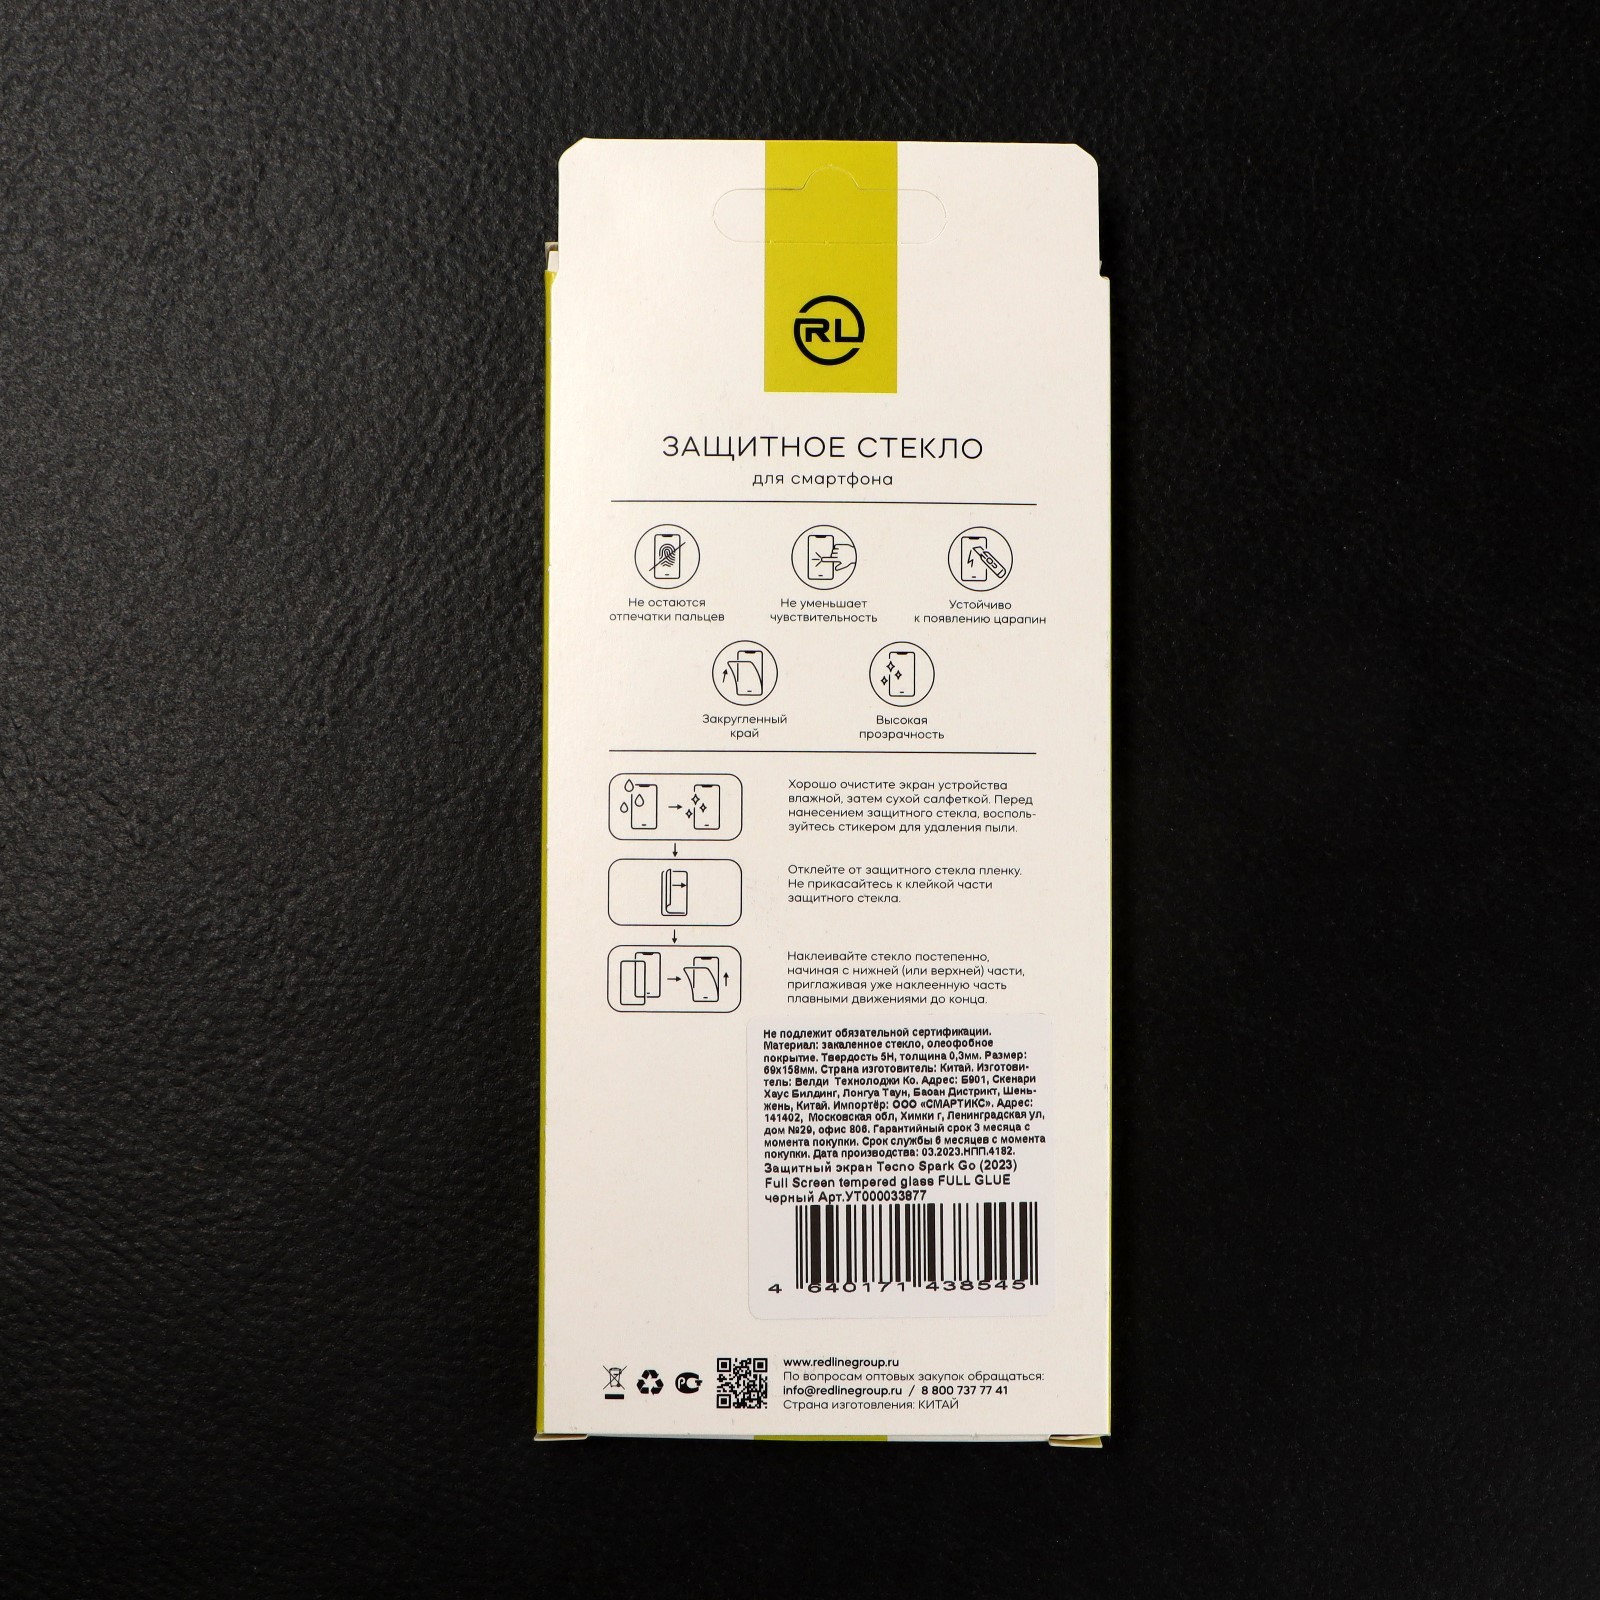 RL
ЗАЩИТНОЕ СТЕКЛО
для смартфона
Не остаются
отпечатки пальцев
Не уменьшает
чувствительность
Устойчиво
к появлению царапин
Закругленный
край
Высокая
прозрачность
Хорошо очистите экран устройства
влажной, затем сухой салфеткой. Перед
нанесением защитного стекла, восполь-
зуйтесь стикером для удаления пыли.
Отклейте от защитного стекла пленку.
Не прикасайтесь к клейкой части
защитного стекла.
Наклеивайте стекло постепенно,
начиная с нижней (или верхней) части,
приглаживая уже наклеенную часть
плавными движениями до конца.
Не подлежит обязательной сертификации.
Материал: закаленное стекло, олеофобное
покрытие. Твердость 5Н, толщина 0,3мм. Размер:
69х158мм. Страна изготовитель: Китай. Изготови-
тель: Велди Технолоджи Ко. Адрес: Б901, Скенари
Хаус Билдинг, Лонгуа Таун, Баоан Дистрикт, Шень-
жень, Китай. Импортёр: ООО «СМАРТИКС». Адрес:
141402, Московская обл, Химки г, Ленинградская ул,
дом №29, офис 806. Гарантийный срок 3 месяца с
момента покупки. Срок службы 6 месяцев с момента
покупки. Дата производства: 03.2023.НПП.4182.
Защитный экран Tecno Spark Go (2023)
Full Screen tempered glass FULL GLUE
черный Арт.УТ000033877
4 640171 438545
www.redlinegroup.ru
По вопросам оптовых закупок обращаться:
info@redlinegroup.ru / 8 800 737 77 41
Страна изготовления: КИТАЙ